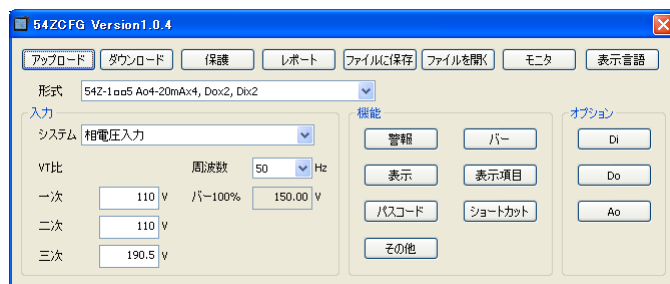 54ZCFG Version1.0.4
アップロード ダウンロード 保護 レポート ファイルに保存 ファイルを開く モニタ 表示言語
形式 54Z-1□□5 Ao4-20mAx4, Dox2, Dix2
入力 機能 オプション
システム 相電圧入力 警報 バー Di
VT比 周波数 50 Hz 表示 表示項目 Do
一次 110 V バー100% 150.00 V パスコード ショートカット Ao
二次 110 V
三次 190.5 V その他